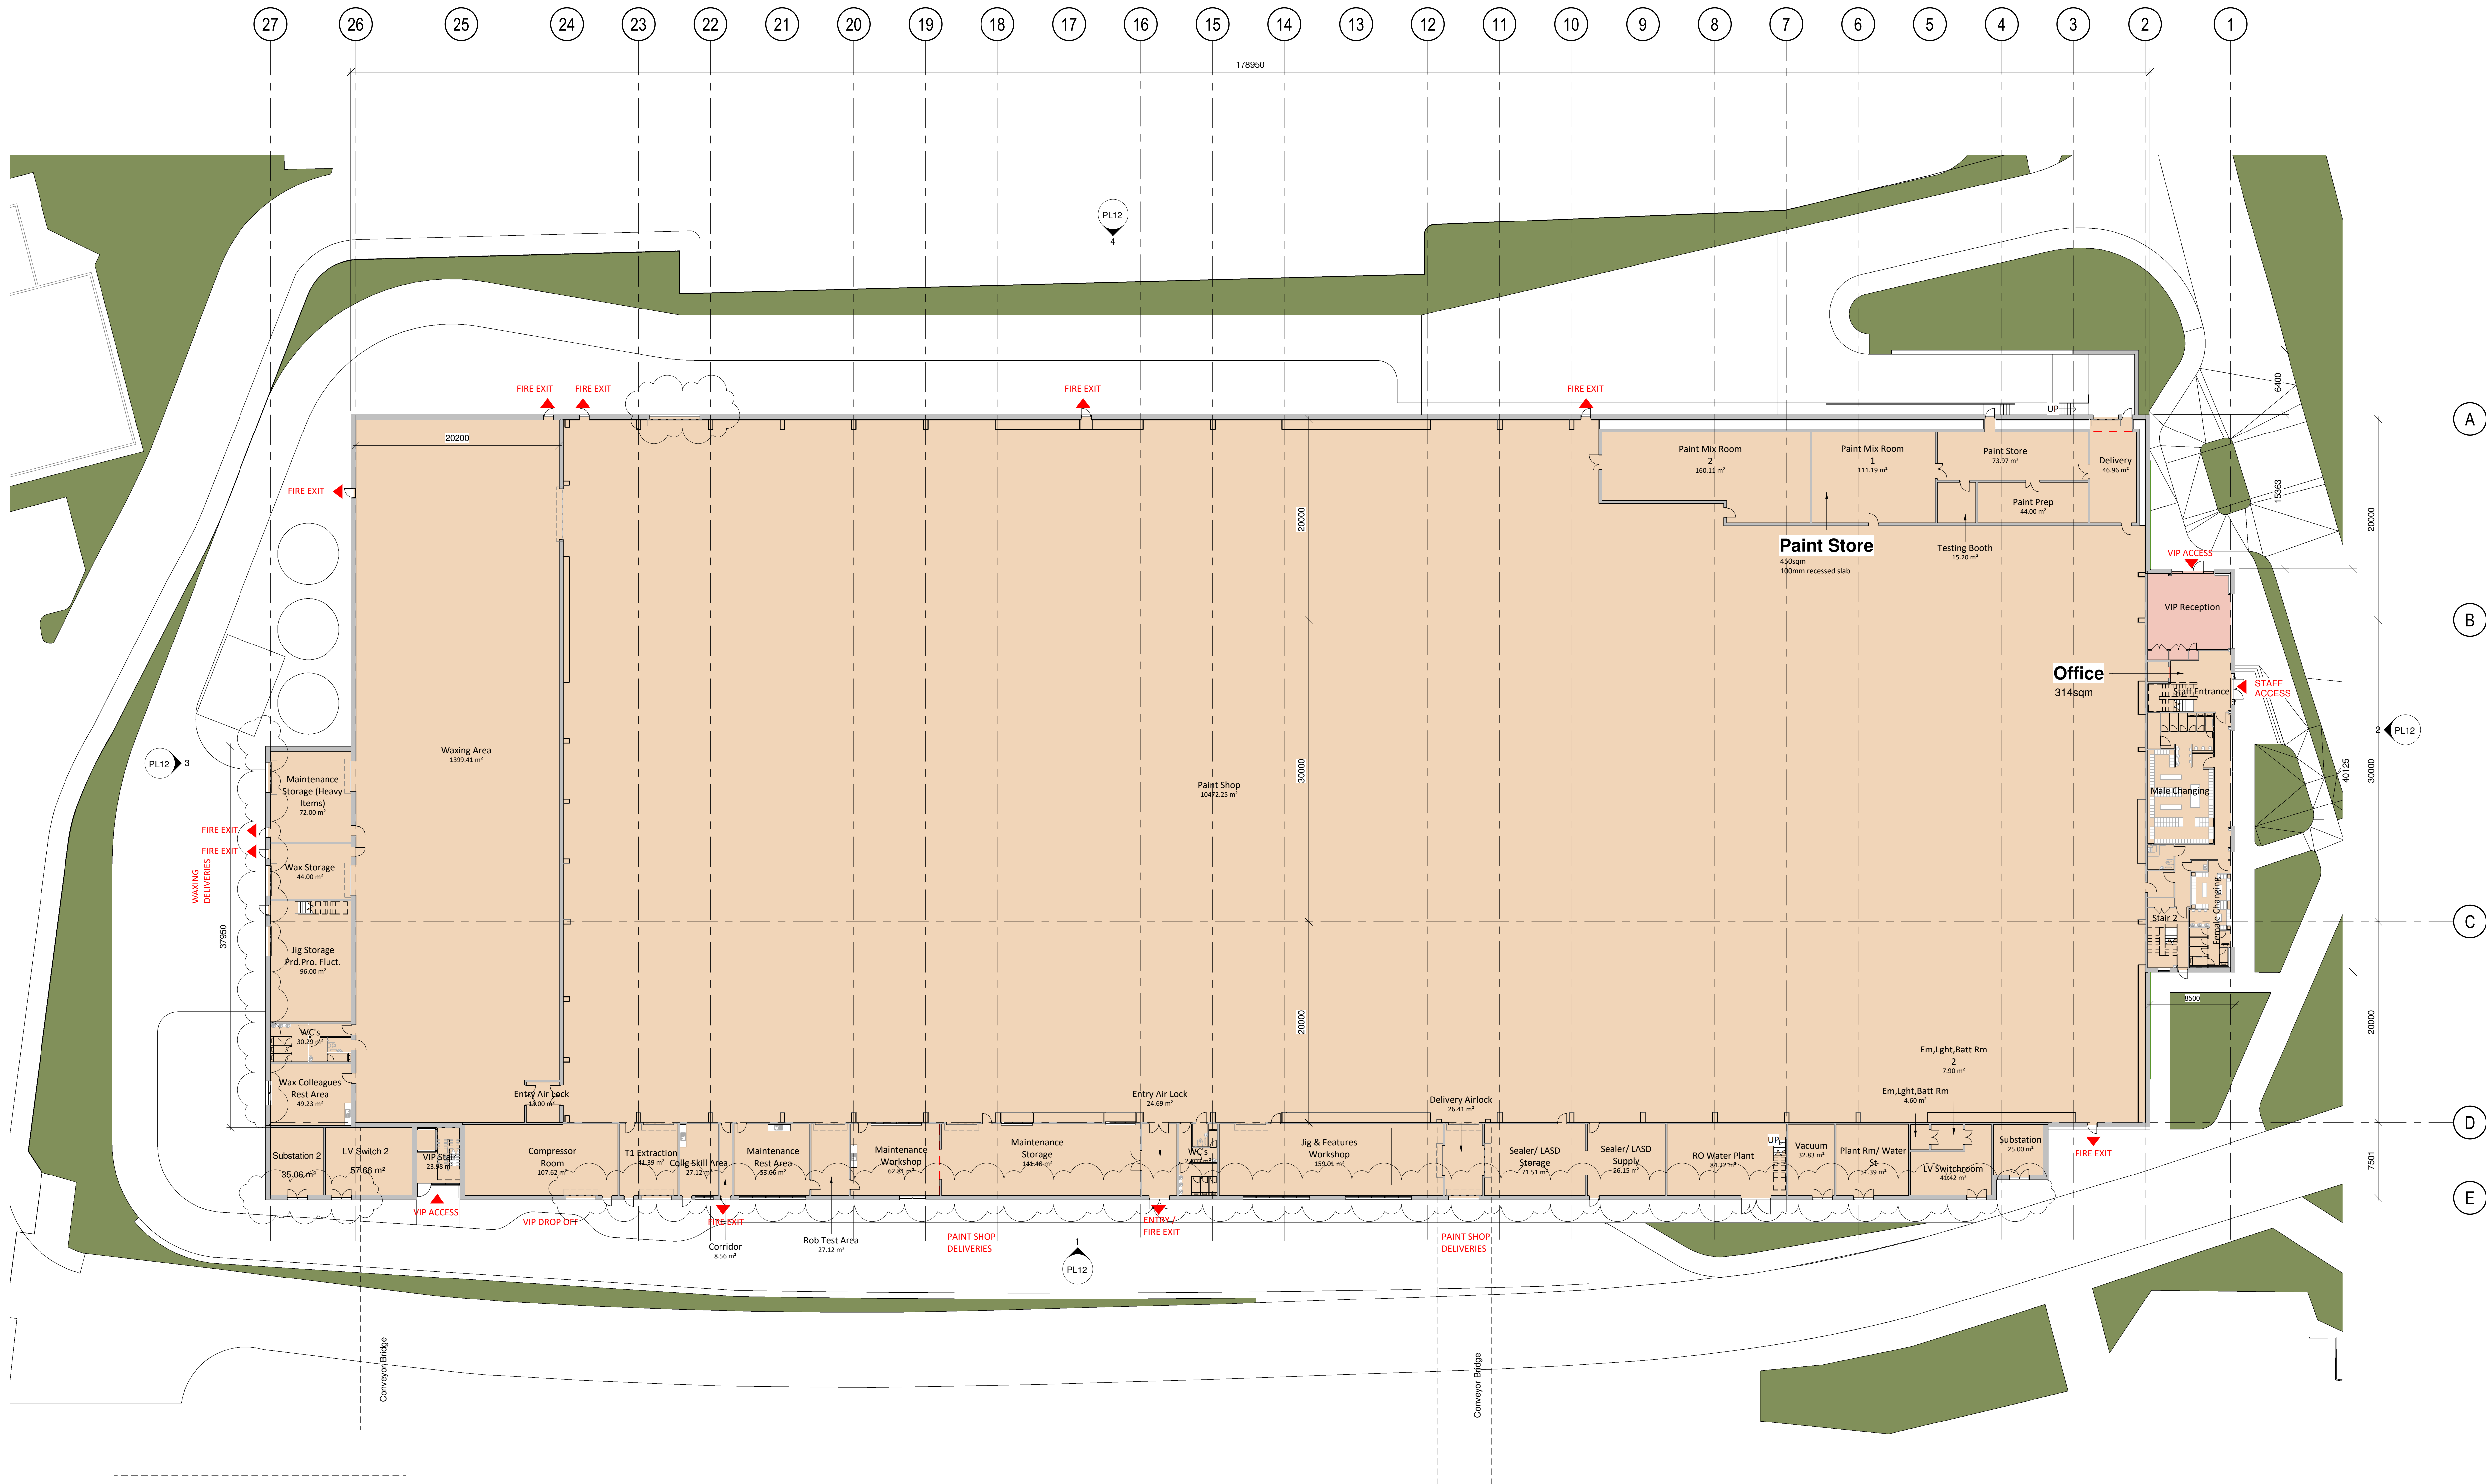 27 26 25 24 23 22 21 20 19 18 17 16 15 14 13 12 11 10 9 8 7 6 5 4 3 2 1
178950
PL12
4
6400
FIRE EXIT
FIRE EXIT
FIRE EXIT
FIRE EXIT
UP
A
20200
Paint Mix Room
2
160.11 m²
Paint Mix Room
1
111.19 m²
Paint Store
73.97 m²
Delivery
46.96 m²
FIRE EXIT
15363
Paint Prep
44.00 m²
20000
20000
Paint Store
450sqm
100mm recessed slab
Testing Booth
15.20 m²
VIP ACCESS
VIP Reception
B
Office
314sqm
Staff Entrance
STAFF
ACCESS
2
PL12
PL12
3
Waxing Area
1399.41 m²
Maintenance
Storage (Heavy
Items)
72.00 m²
30000
Paint Shop
10472.25 m²
Male Changing
40125
30000
FIRE EXIT
FIRE EXIT
WAXING
DELIVERIES
Wax Storage
44.00 m²
37950
Stair 2
Female Changing
C
Jig Storage
Prd.Pro. Fluct.
96.00 m²
8500
20000
20000
WC's
30.29 m²
Em,Lght,Batt Rm
2
7.90 m²
Wax Colleagues
Rest Area
49.23 m²
Entry Air Lock
13.00 m²
Entry Air Lock
24.69 m²
Delivery Airlock
26.41 m²
Em,Lght,Batt Rm
4.60 m²
D
Substation 2
35.06 m²
LV Switch 2
57.66 m²
VIP Stair
23.98 m²
Compressor
Room
107.62 m²
T1 Extraction
41.39 m²
Collg Skill Area
27.12 m²
Maintenance
Rest Area
53.06 m²
Maintenance
Workshop
62.81 m²
Maintenance
Storage
141.48 m²
WC's
Jig & Features
Workshop
159.01 m²
Sealer/ LASD
Storage
71.51 m²
Sealer/ LASD
Supply
56.15 m²
RO Water Plant
84.22 m²
UP
Vacuum
32.83 m²
Plant Rm/ Water
St
51.39 m²
LV Switchroom
41.42 m²
Substation
25.00 m²
FIRE EXIT
7501
E
VIP ACCESS
VIP DROP OFF
FIRE EXIT
Corridor
8.56 m²
Rob Test Area
27.12 m²
PAINT SHOP
DELIVERIES
1
PL12
ENTRY /
FIRE EXIT
PAINT SHOP
DELIVERIES
Conveyor Bridge
Conveyor Bridge